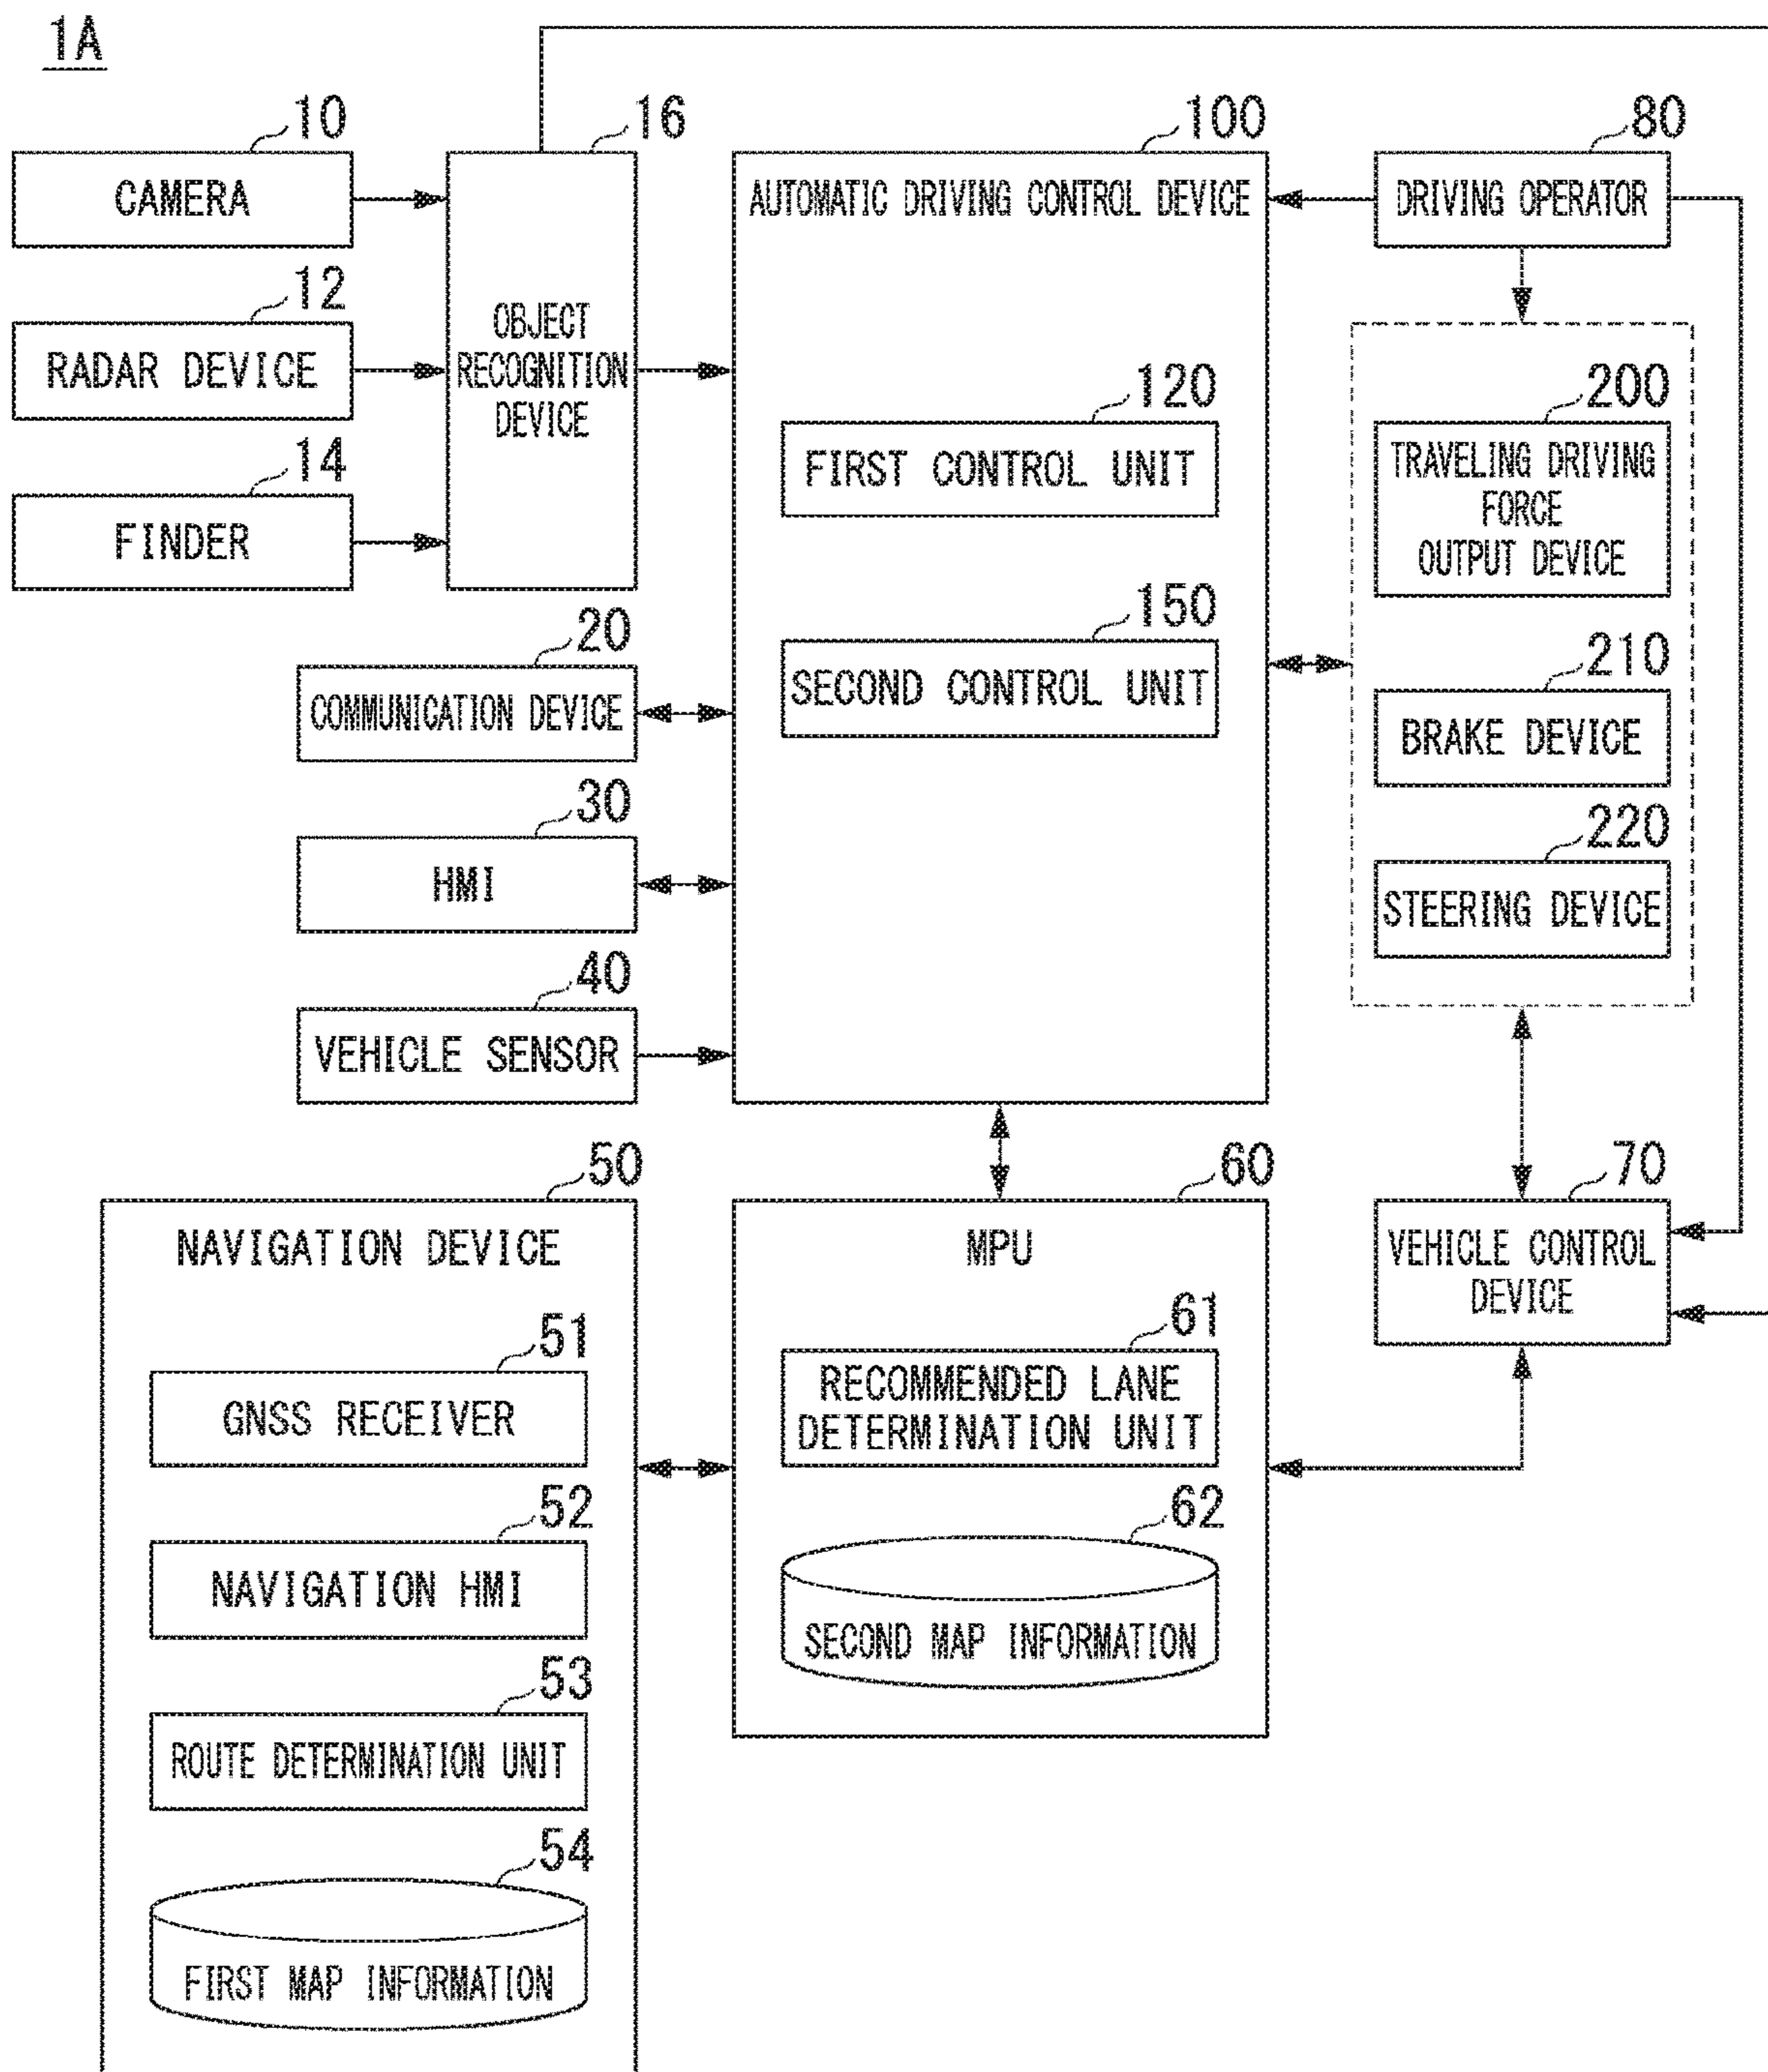 1A
10
CAMERA
12
RADAR DEVICE
14
FINDER
16
OBJECT
RECOGNITION
DEVICE
20
COMMUNICATION DEVICE
30
HMI
40
VEHICLE SENSOR
100
AUTOMATIC DRIVING CONTROL DEVICE
120
FIRST CONTROL UNIT
150
SECOND CONTROL UNIT
80
DRIVING OPERATOR
200
TRAVELING DRIVING
FORCE
OUTPUT DEVICE
210
BRAKE DEVICE
220
STEERING DEVICE
50
NAVIGATION DEVICE
51
GNSS RECEIVER
52
NAVIGATION HMI
53
ROUTE DETERMINATION UNIT
54
FIRST MAP INFORMATION
60
MPU
61
RECOMMENDED LANE
DETERMINATION UNIT
62
SECOND MAP INFORMATION
70
VEHICLE CONTROL
DEVICE